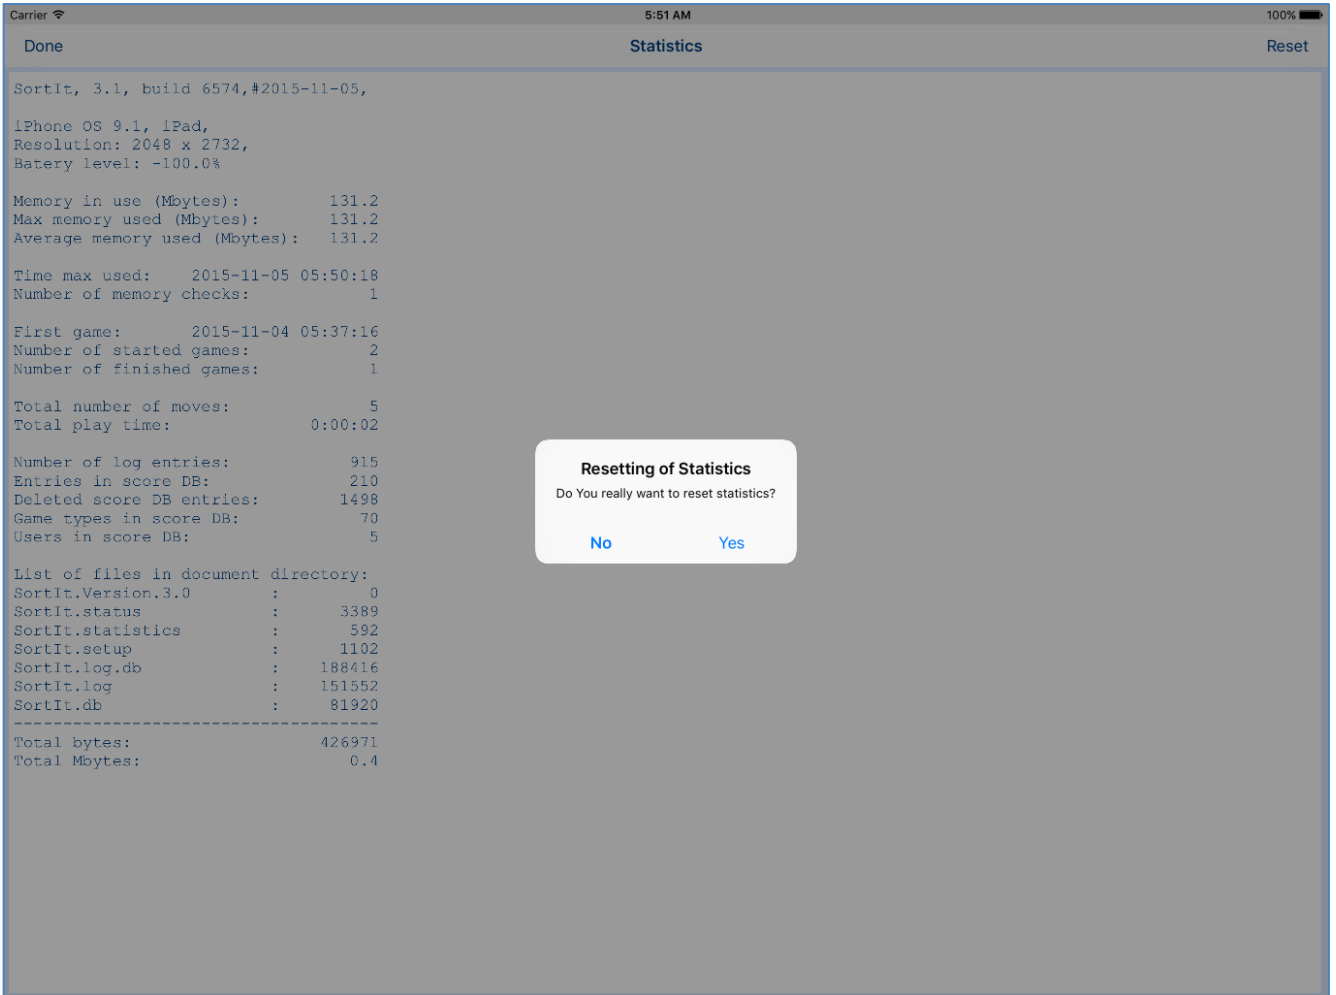 Carrier 5:51 AM 100%
Done Statistics Reset
SortIt, 3.1, build 6574,#2015-11-05,
iPhone OS 9.1, iPad,
Resolution: 2048 x 2732,
Batery level: -100.0%
Memory in use (Mbytes): 131.2
Max memory used (Mbytes): 131.2
Average memory used (Mbytes): 131.2
Time max used: 2015-11-05 05:50:18
Number of memory checks: 1
First game: 2015-11-04 05:37:16
Number of started games: 2
Number of finished games: 1
Total number of moves: 5
Total play time: 0:00:02
Number of log entries: 915
Entries in score DB: 210
Deleted score DB entries: 1498
Game types in score DB: 70
Users in score DB: 5
List of files in document directory:
SortIt.Version.3.0 : 0
SortIt.status : 3389
SortIt.statistics : 592
SortIt.setup : 1102
SortIt.log.db : 188416
SortIt.log : 151552
SortIt.db : 81920
--------------------------------------
Total bytes: 426971
Total Mbytes: 0.4
Resetting of Statistics
Do You really want to reset statistics?
No Yes